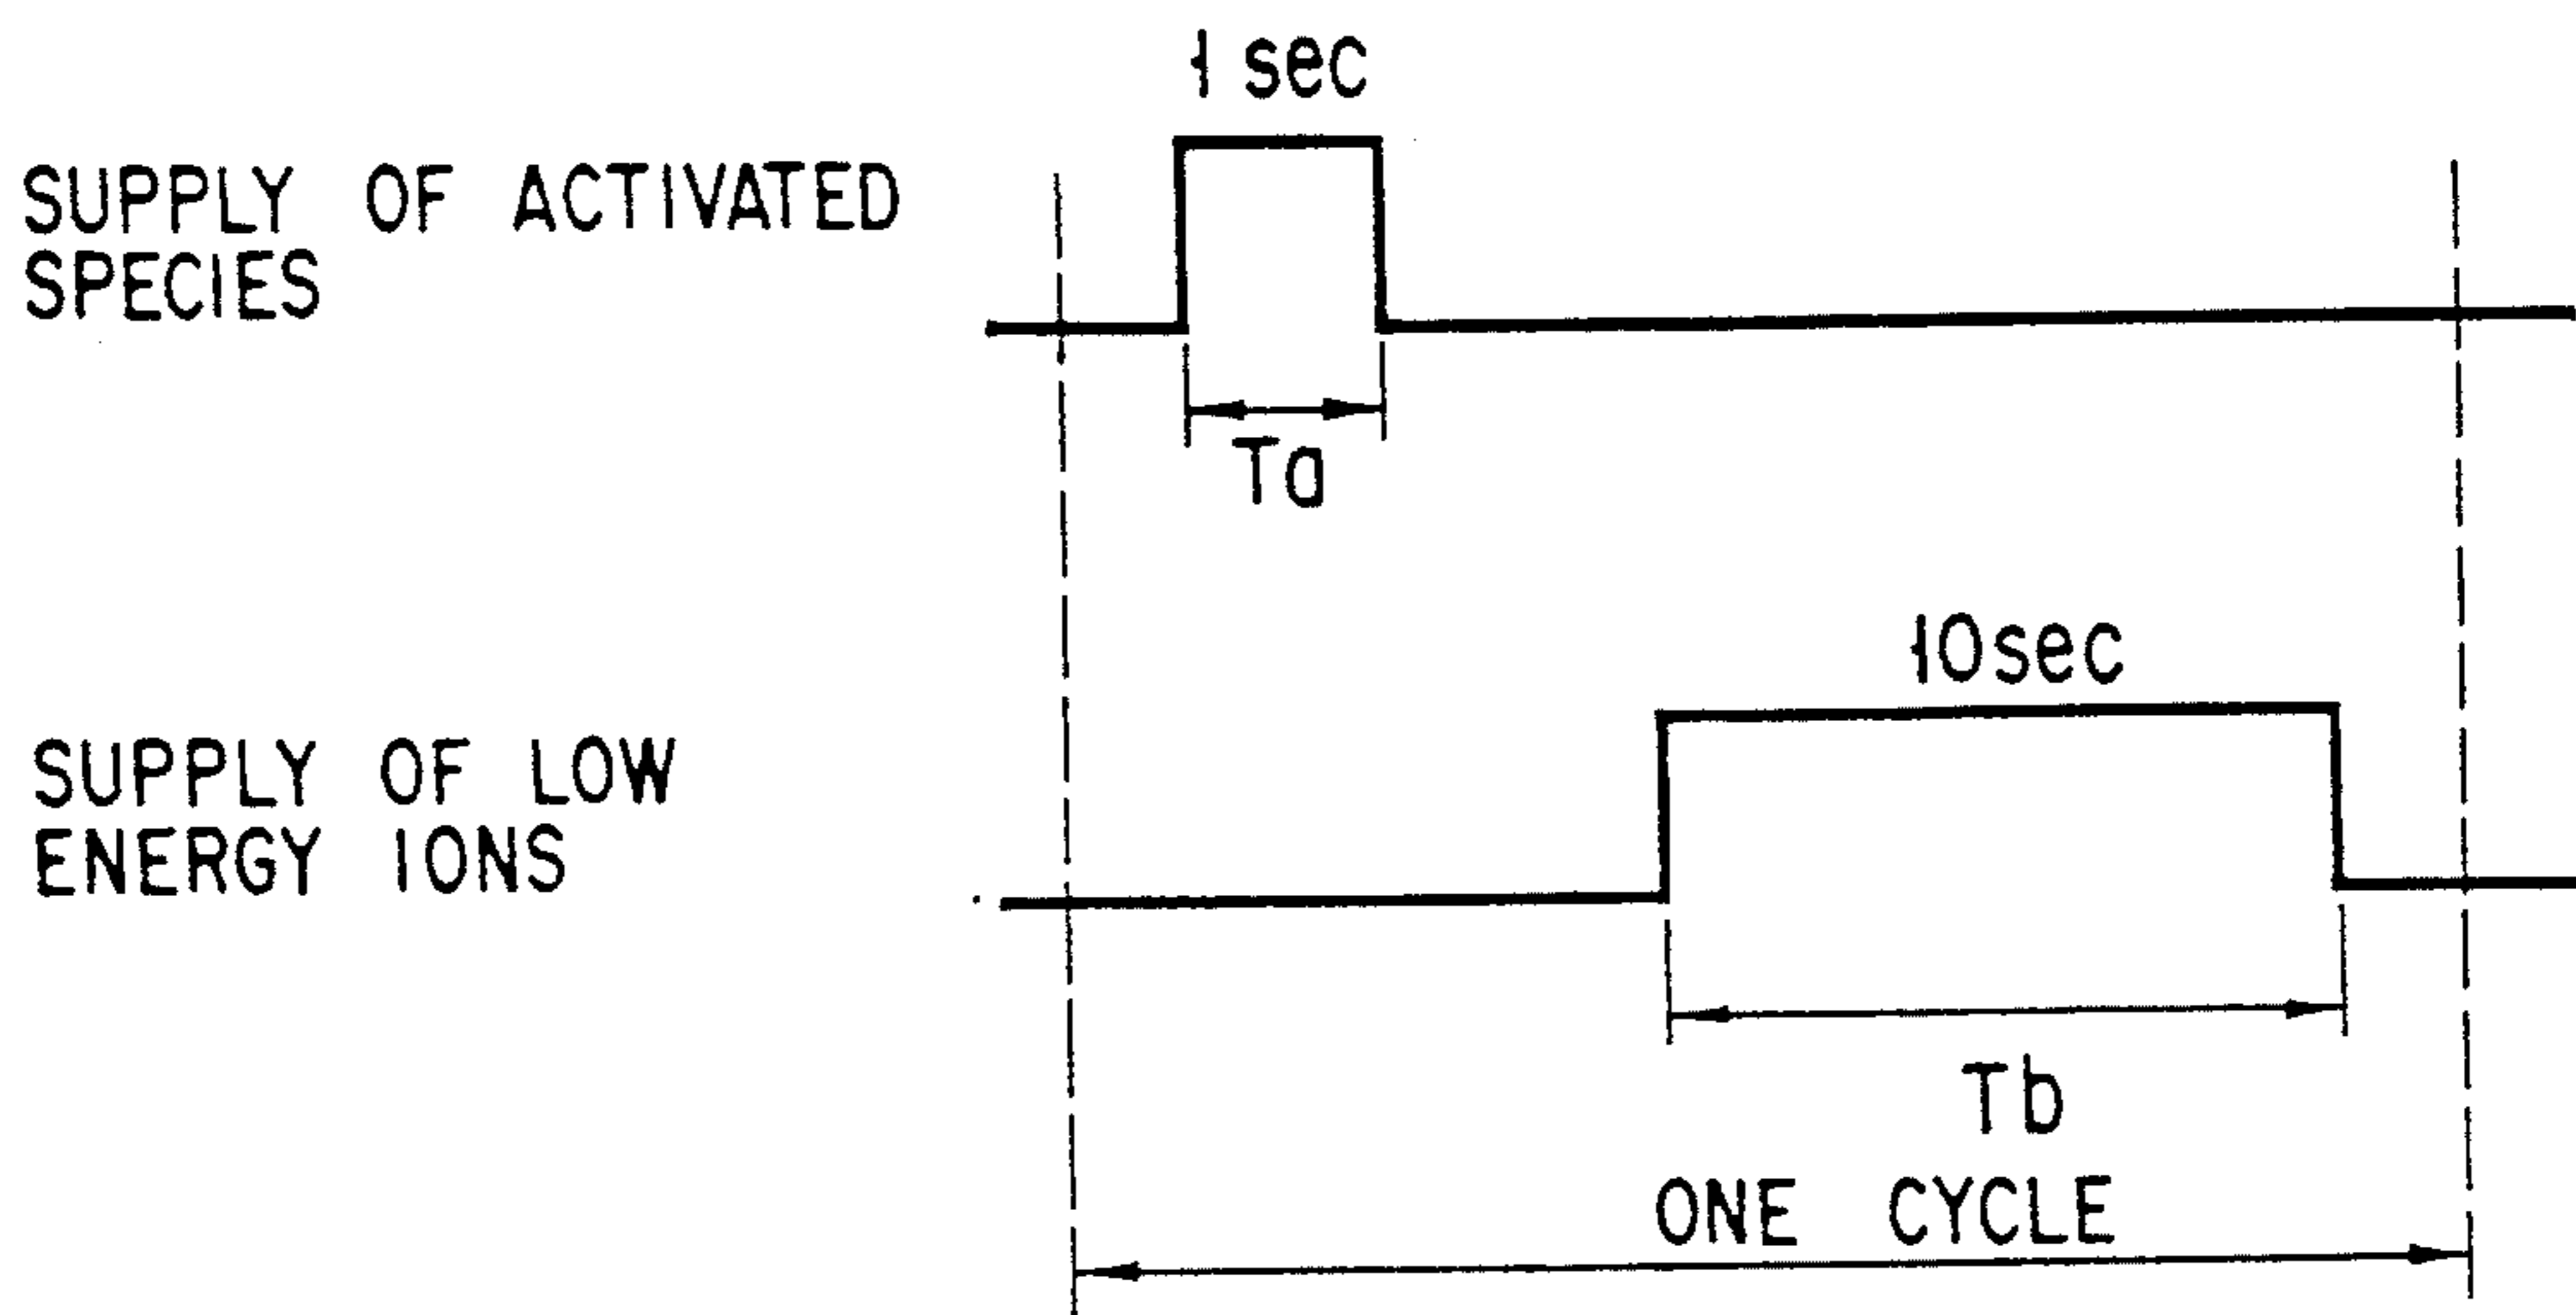 1 sec
SUPPLY OF ACTIVATED
SPECIES
Ta
10sec
SUPPLY OF LOW
ENERGY IONS
Tb
ONE CYCLE